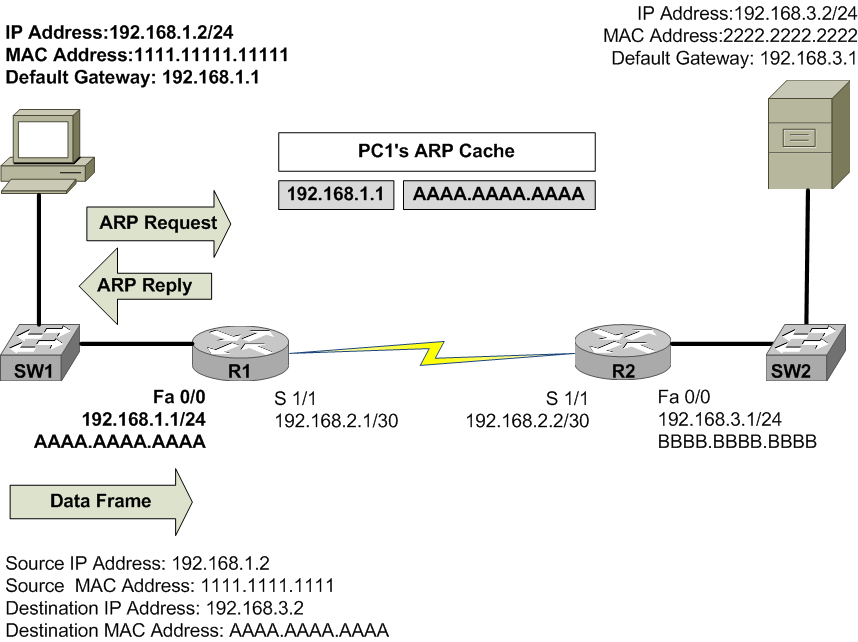 IP Address:192.168.1.2/24
MAC Address:1111.11111.11111
Default Gateway: 192.168.1.1
IP Address:192.168.3.2/24
MAC Address:2222.2222.2222
Default Gateway: 192.168.3.1
PC1's ARP Cache
192.168.1.1 AAAA.AAAA.AAAA
ARP Request
ARP Reply
SW1
R1
R2
SW2
Fa 0/0
192.168.1.1/24
AAAA.AAAA.AAAA
S 1/1
192.168.2.1/30
S 1/1
192.168.2.2/30
Fa 0/0
192.168.3.1/24
BBBB.BBBB.BBBB
Data Frame
Source IP Address: 192.168.1.2
Source  MAC Address: 1111.1111.1111
Destination IP Address: 192.168.3.2
Destination MAC Address: AAAA.AAAA.AAAA